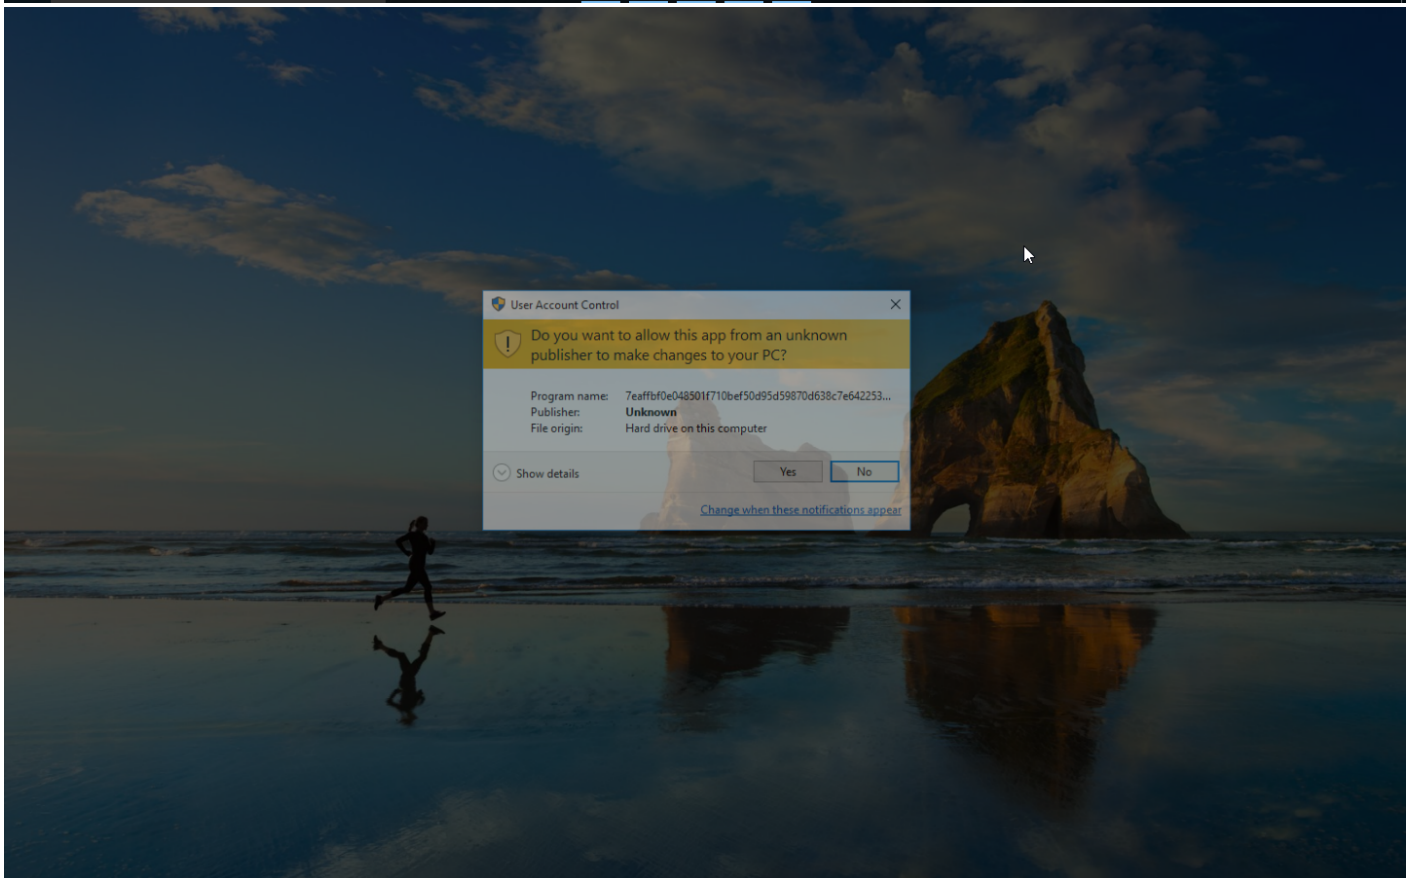 User Account Control
Do you want to allow this app from an unknown
publisher to make changes to your PC?
Program name: 7eaffbf0e048501f710bef50d95d59870d638c7e642253...
Publisher: Unknown
File origin: Hard drive on this computer
Show details
Yes
No
Change when these notifications appear